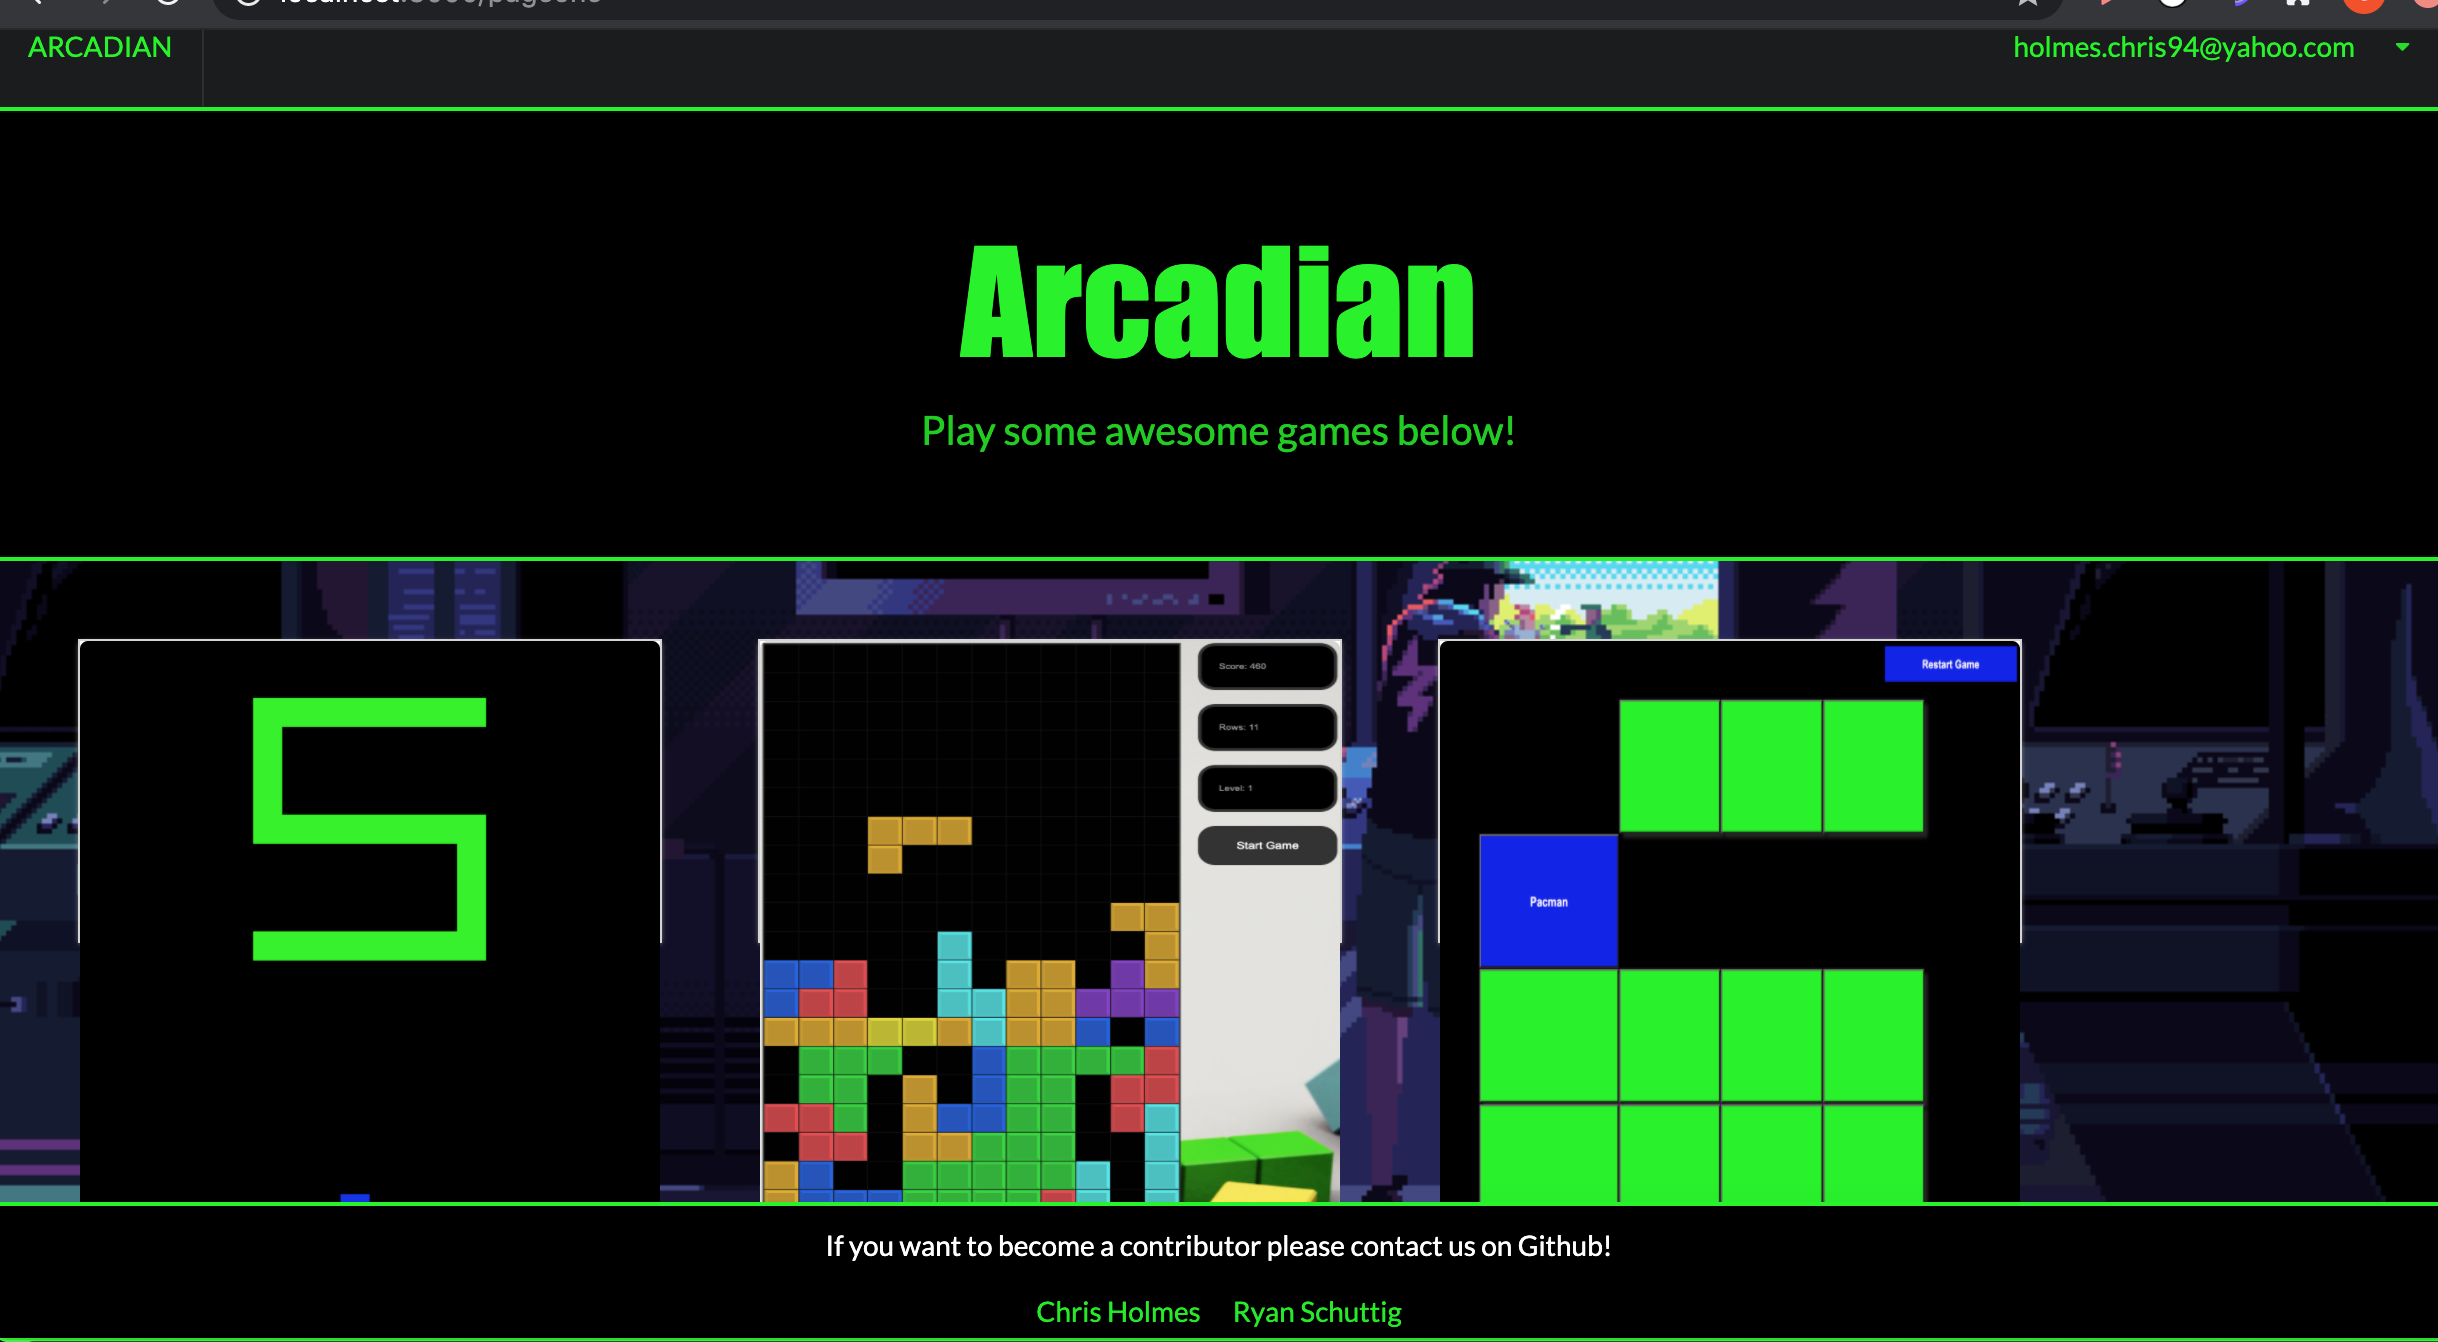 ARCADIAN
holmes.chris94@yahoo.com
Arcadian
Play some awesome games below!
Score: 460
Rows: 11
Level: 1
Start Game
Restart Game
Pacman
If you want to become a contributor please contact us on Github!
Chris Holmes Ryan Schuttig